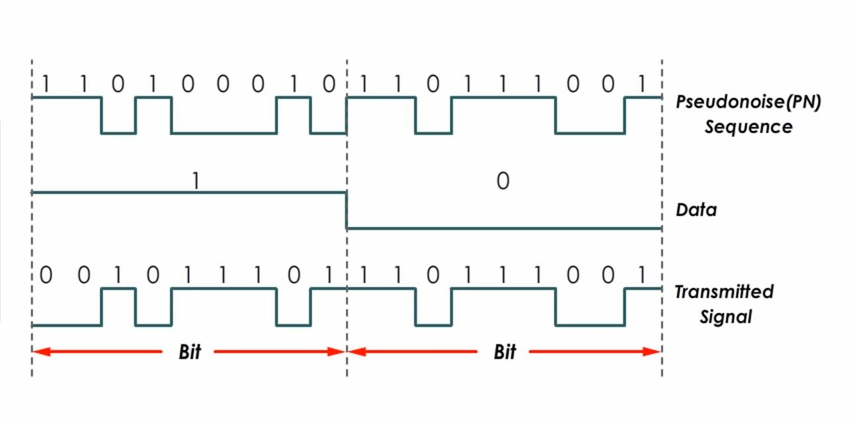 1 1 0 1 0 0 0 1 0 1 1 0 1 1 1 0 0 1
Pseudonoise(PN)
Sequence
1 0
Data
0 0 1 0 1 1 1 0 1 1 1 0 1 1 1 0 0 1
Transmitted
Signal
Bit Bit